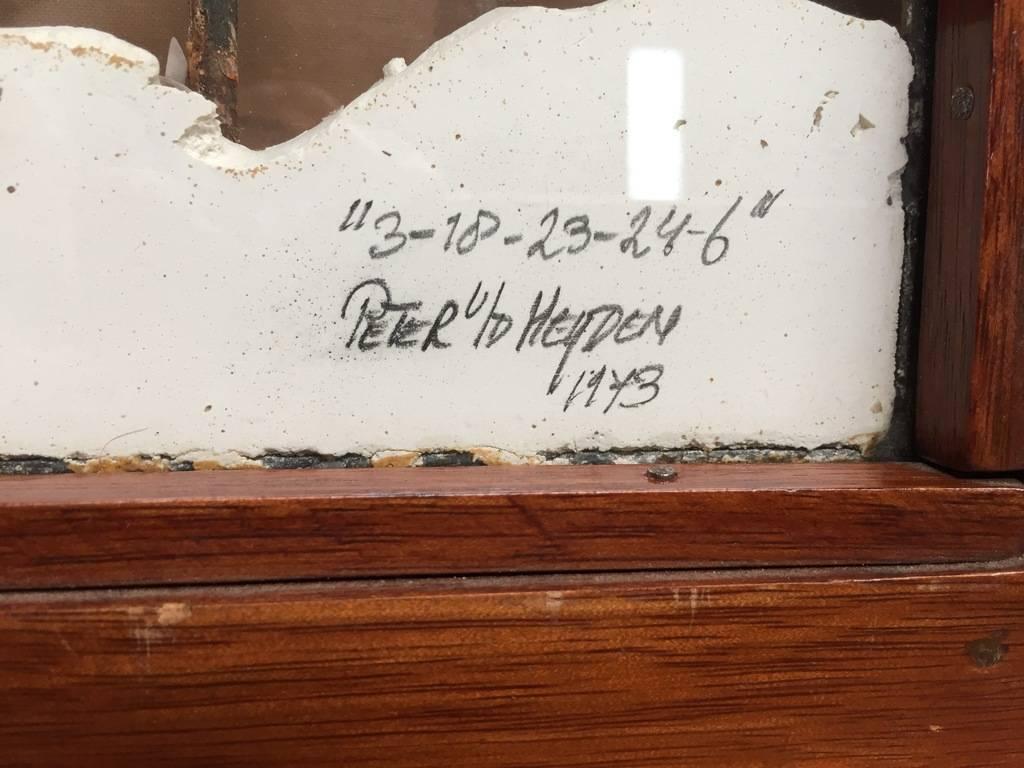 "3-18-23-24-6"
PETER V/D HEYDEN
1973